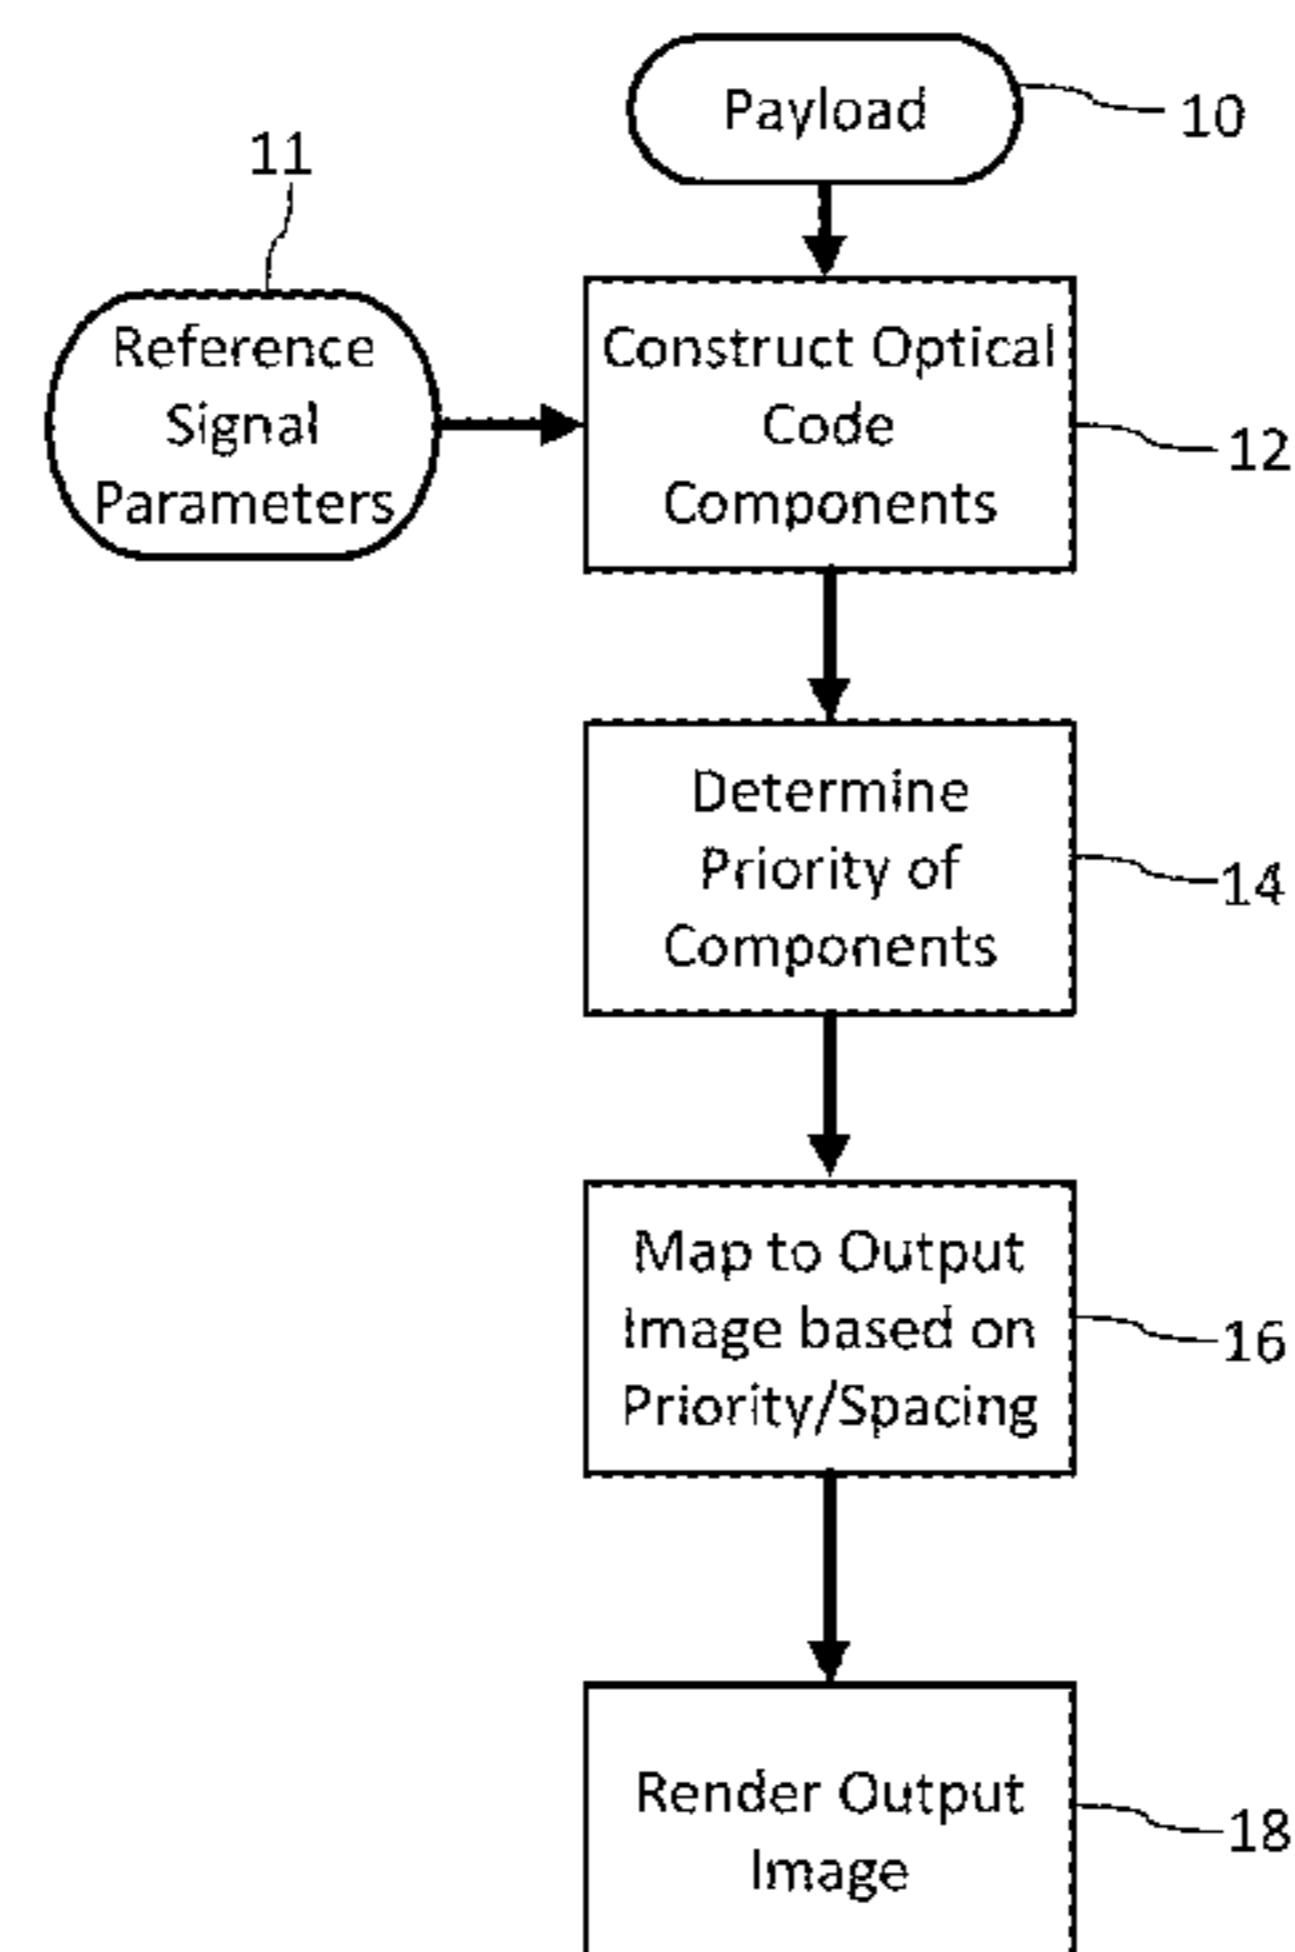 Payload
10
11
Reference
Signal
Parameters
Construct Optical
Code
Components
12
Determine
Priority of
Components
14
Map to Output
Image based on
Priority/Spacing
16
Render Output
Image
18